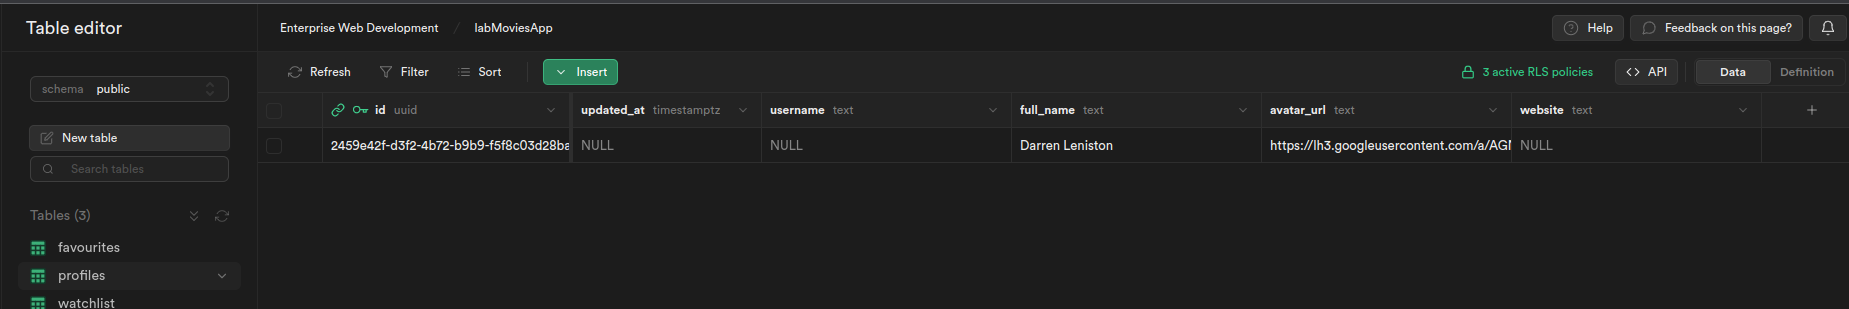 Table editor
Enterprise Web Development / labMoviesApp
Help
Feedback on this page?
schema public
Refresh Filter Sort Insert
3 active RLS policies
API
Data Definition
New table
Search tables
id uuid updated_at timestamptz username text full_name text avatar_url text website text
2459e42f-d3f2-4b72-b9b9-f5f8c03d28ba NULL NULL Darren Leniston https://lh3.googleusercontent.com/a/AGN NULL
Tables (3)
favourites
profiles
watchlist